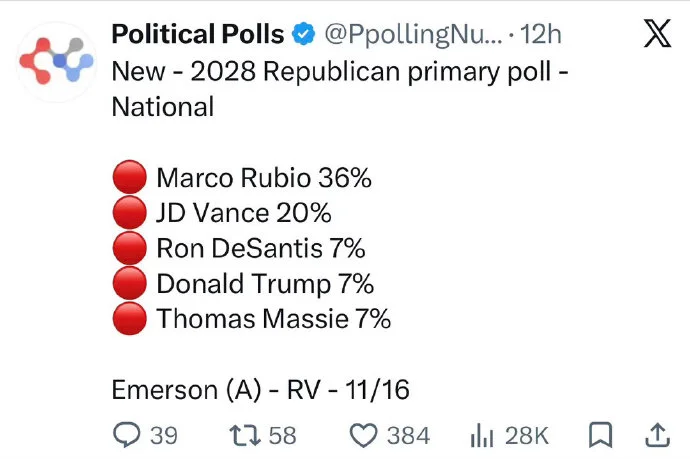 Political Polls @PpollingNu... · 12h
New - 2028 Republican primary poll -
National
Marco Rubio 36%
JD Vance 20%
Ron DeSantis 7%
Donald Trump 7%
Thomas Massie 7%
Emerson (A) - RV - 11/16
39 58 384 28K